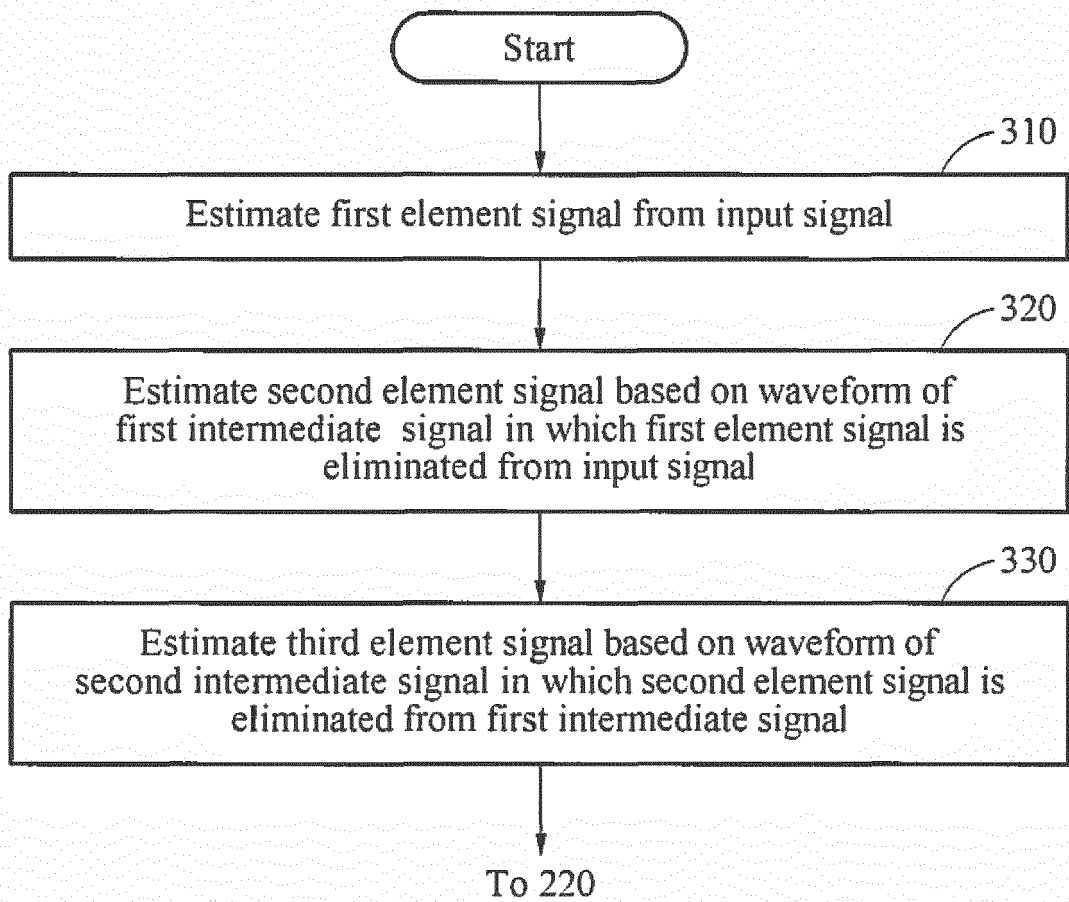 Start
310
Estimate first element signal from input signal
320
Estimate second element signal based on waveform of
first intermediate signal in which first element signal is
eliminated from input signal
330
Estimate third element signal based on waveform of
second intermediate signal in which second element signal is
eliminated from first intermediate signal
To 220